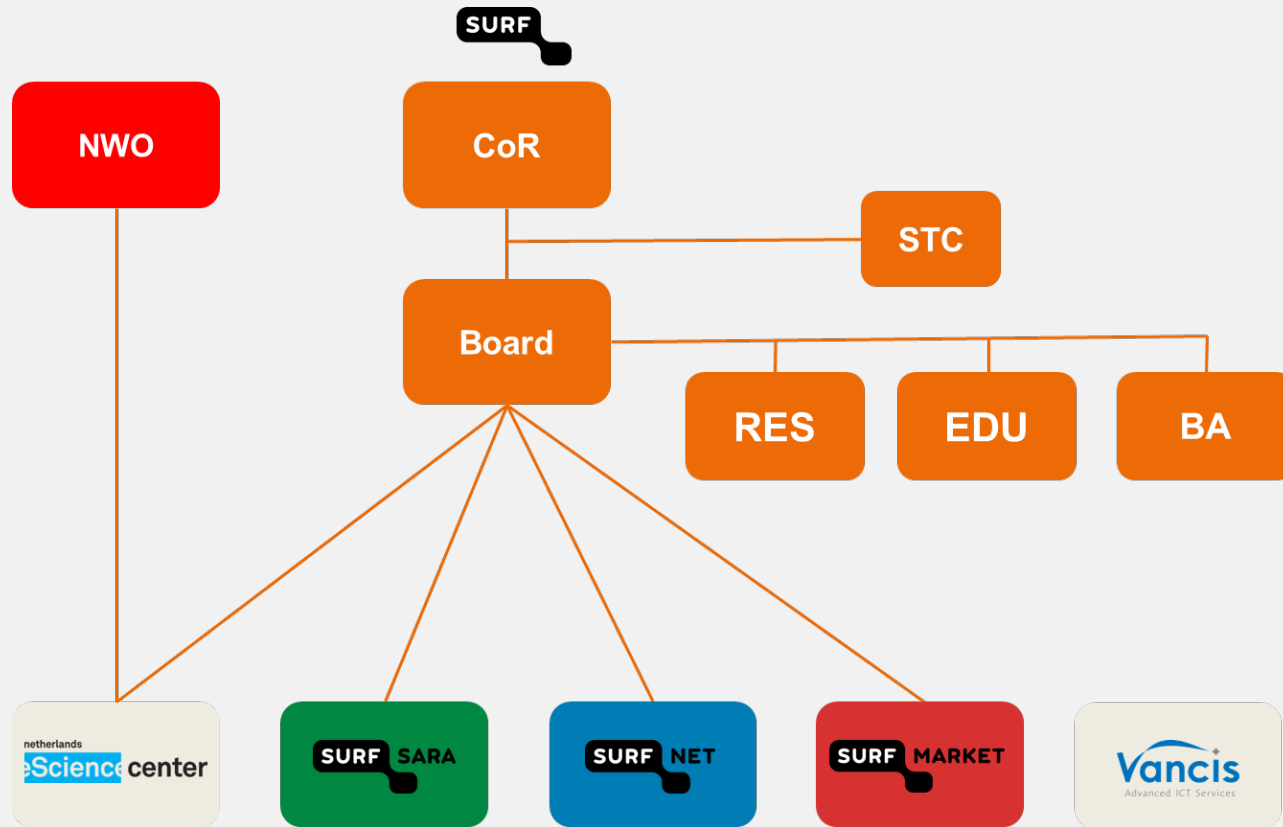 SURF
NWO
CoR
STC
Board
RES
EDU
BA
netherlands
eScience center
SURF SARA
SURF NET
SURF MARKET
Vancis
Advanced ICT Services